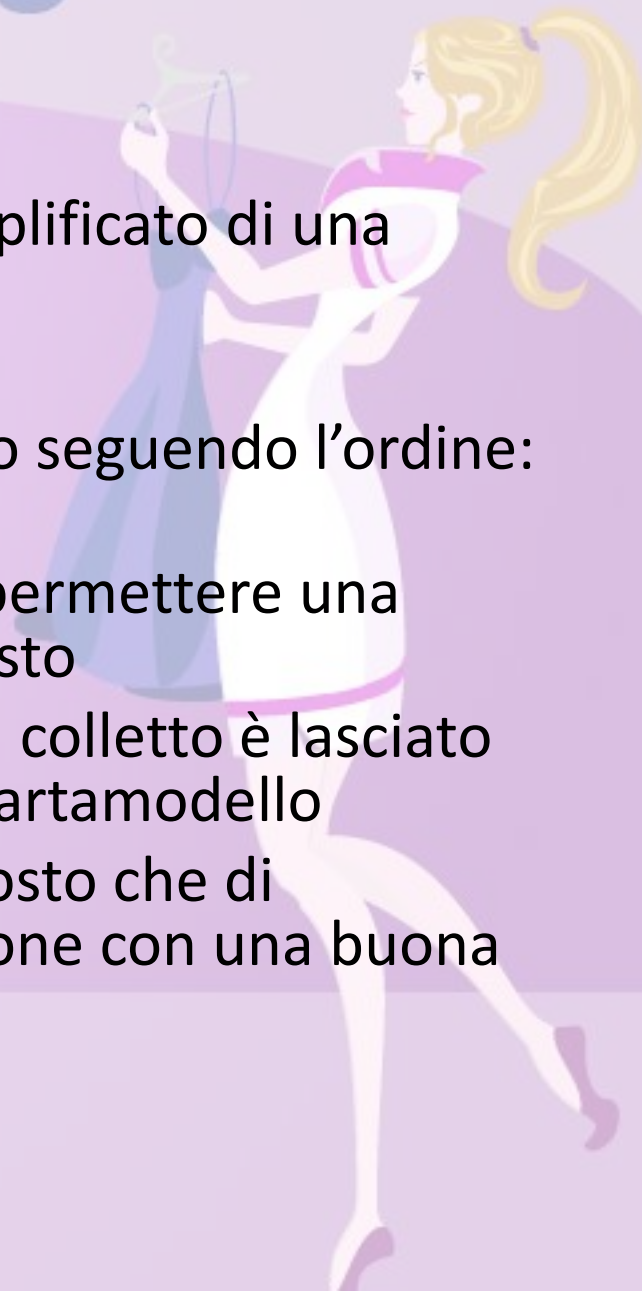 plificato di una
o seguendo l’ordine:
permettere una
sto
colletto è lasciato
artamodello
osto che di
one con una buona